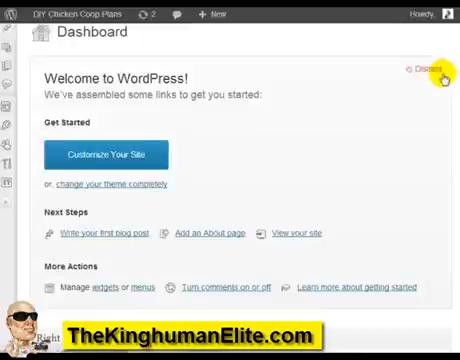 DIY Chicken Coop Plans 2 New Howdy,
Dashboard
Dismiss
Welcome to WordPress!
We've assembled some links to get you started:
Get Started
Customize Your Site
or, change your theme completely
Next Steps
Write your first blog post Add an About page View your site
More Actions
Manage widgets or menus Turn comments on or off Learn more about getting started
Right
TheKinghumanElite.com